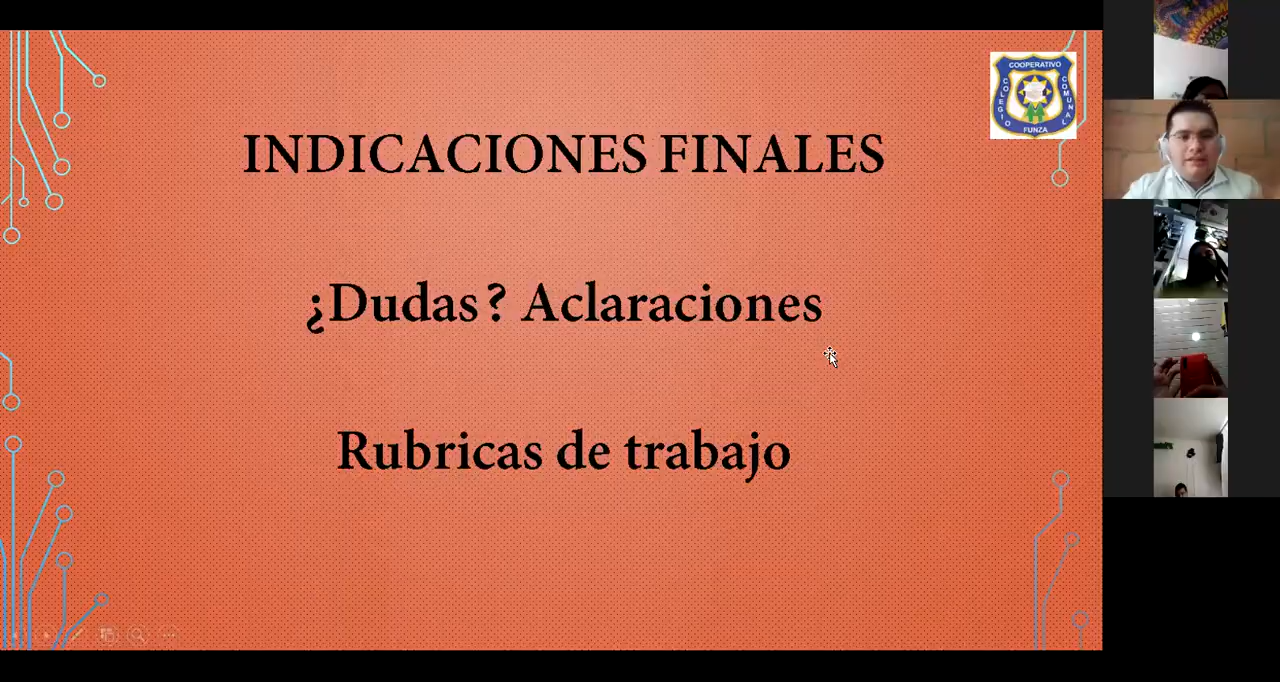 INDICACIONES FINALES
¿Dudas? Aclaraciones
Rubricas de trabajo
COOPERATIVO
COLEGIO
COMUNAL
FUNZA